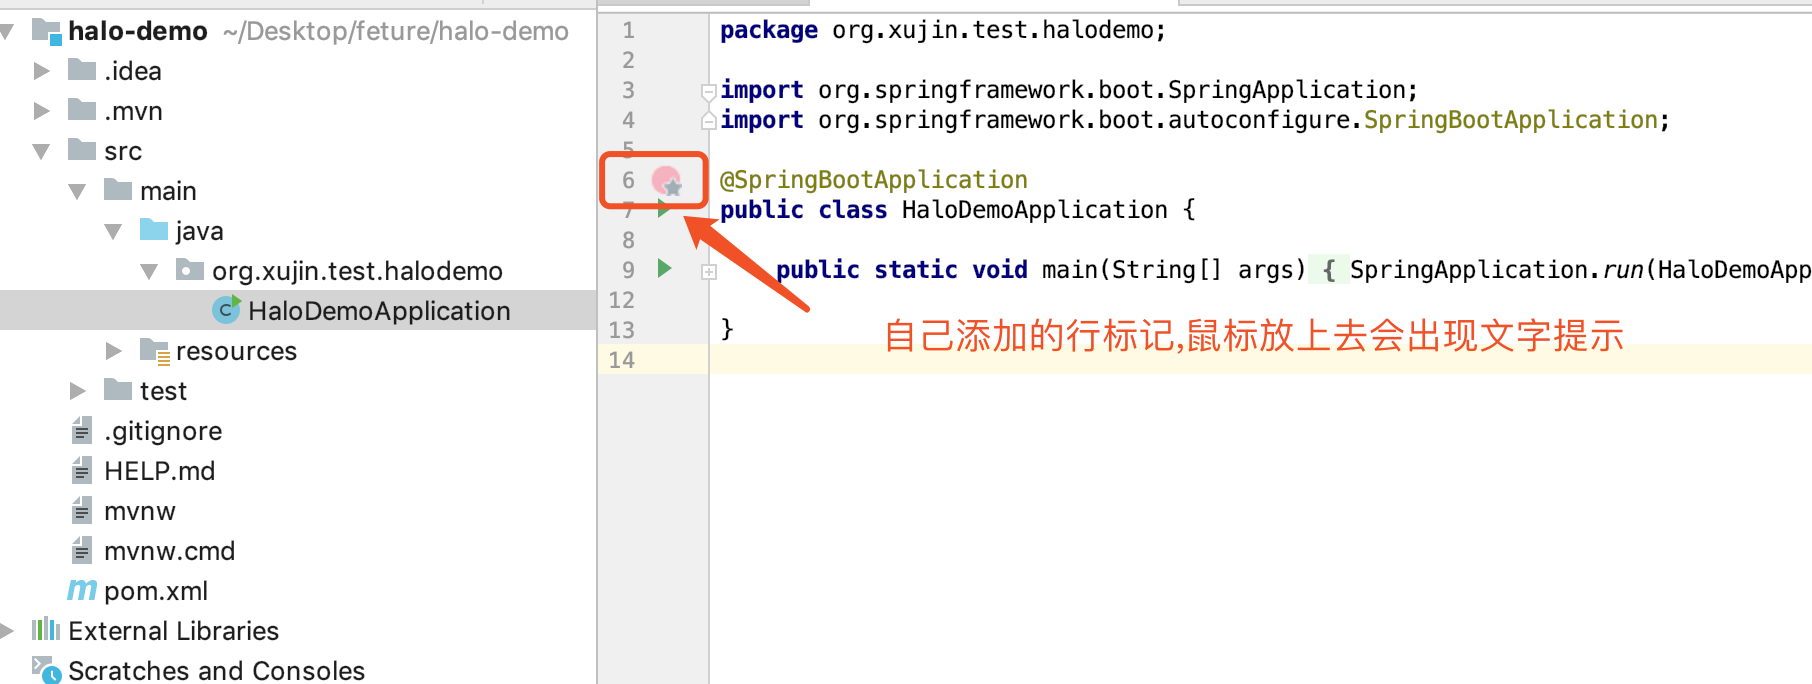 halo-demo ~/Desktop/feture/halo-demo
.idea
.mvn
src
main
java
org.xujin.test.halodemo
HaloDemoApplication
resources
test
.gitignore
HELP.md
mvnw
mvnw.cmd
pom.xml
External Libraries
Scratches and Consoles
1 package org.xujin.test.halodemo;
2
3 import org.springframework.boot.SpringApplication;
4 import org.springframework.boot.autoconfigure.SpringBootApplication;
5
6 @SpringBootApplication
7 public class HaloDemoApplication {
8
9 public static void main(String[] args) { SpringApplication.run(HaloDemoApp
12
13 }
自己添加的行标记,鼠标放上去会出现文字提示
14